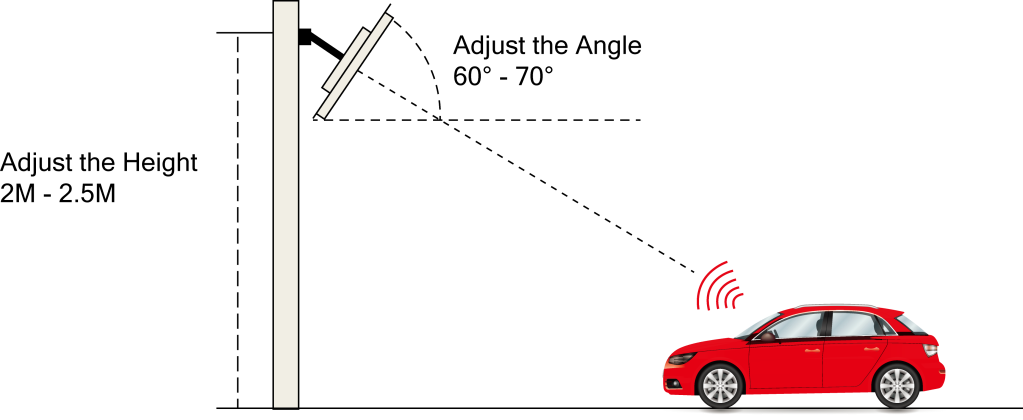 Adjust the Angle
60° - 70°
Adjust the Height
2M - 2.5M